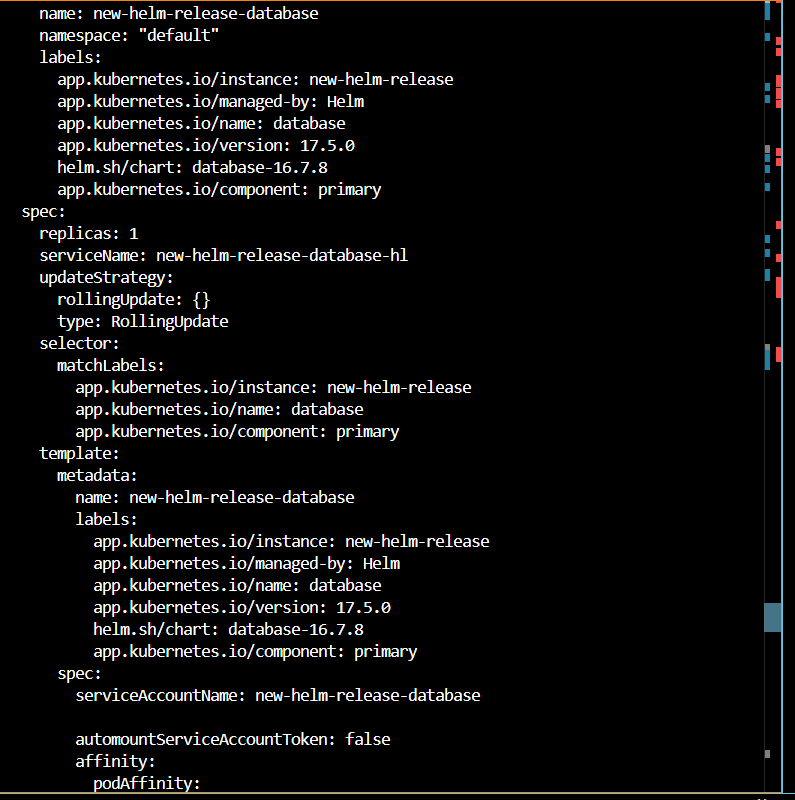 name: new-helm-release-database
namespace: "default"
labels:
app.kubernetes.io/instance: new-helm-release
app.kubernetes.io/managed-by: Helm
app.kubernetes.io/name: database
app.kubernetes.io/version: 17.5.0
helm.sh/chart: database-16.7.8
app.kubernetes.io/component: primary
spec:
replicas: 1
serviceName: new-helm-release-database-hl
updateStrategy:
rollingUpdate: {}
type: RollingUpdate
selector:
matchLabels:
app.kubernetes.io/instance: new-helm-release
app.kubernetes.io/name: database
app.kubernetes.io/component: primary
template:
metadata:
name: new-helm-release-database
labels:
app.kubernetes.io/instance: new-helm-release
app.kubernetes.io/managed-by: Helm
app.kubernetes.io/name: database
app.kubernetes.io/version: 17.5.0
helm.sh/chart: database-16.7.8
app.kubernetes.io/component: primary
spec:
serviceAccountName: new-helm-release-database
automountServiceAccountToken: false
affinity:
podAffinity: